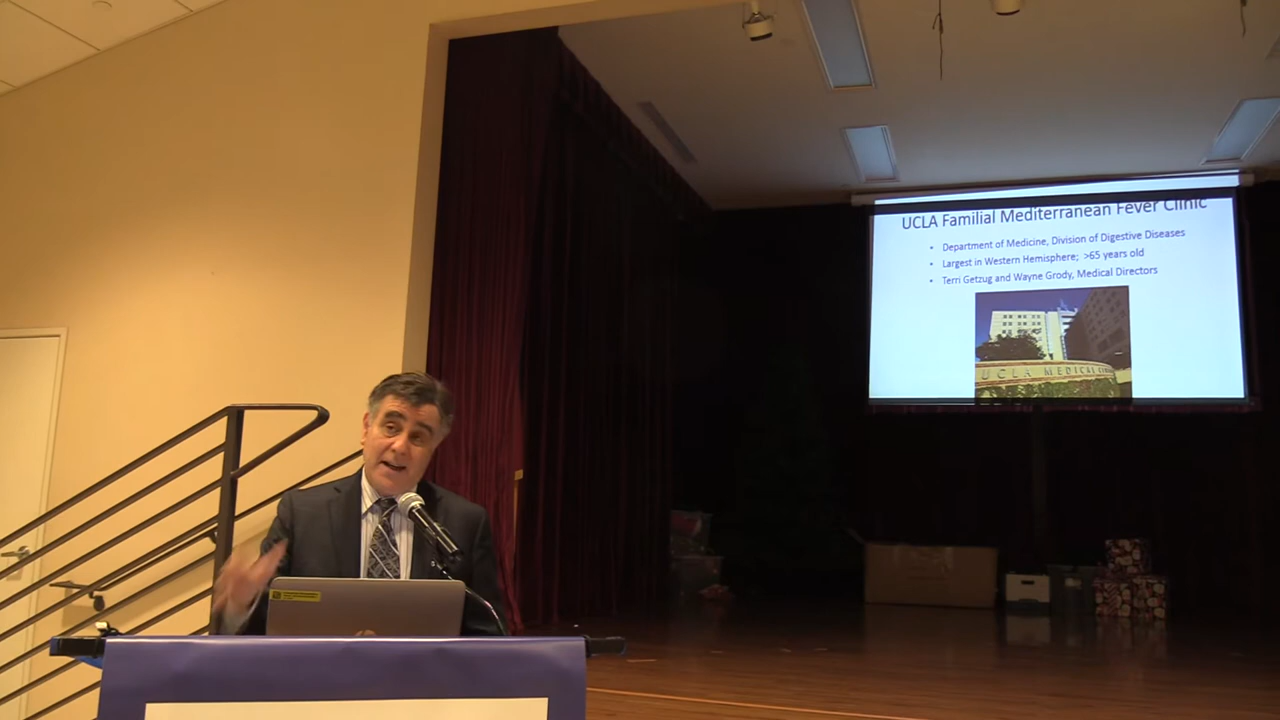 UCLA Familial Mediterranean Fever Clinic
• Department of Medicine, Division of Digestive Diseases
• Largest in Western Hemisphere; >65 years old
• Terri Getzug and Wayne Grody, Medical Directors
UCLA MEDICAL